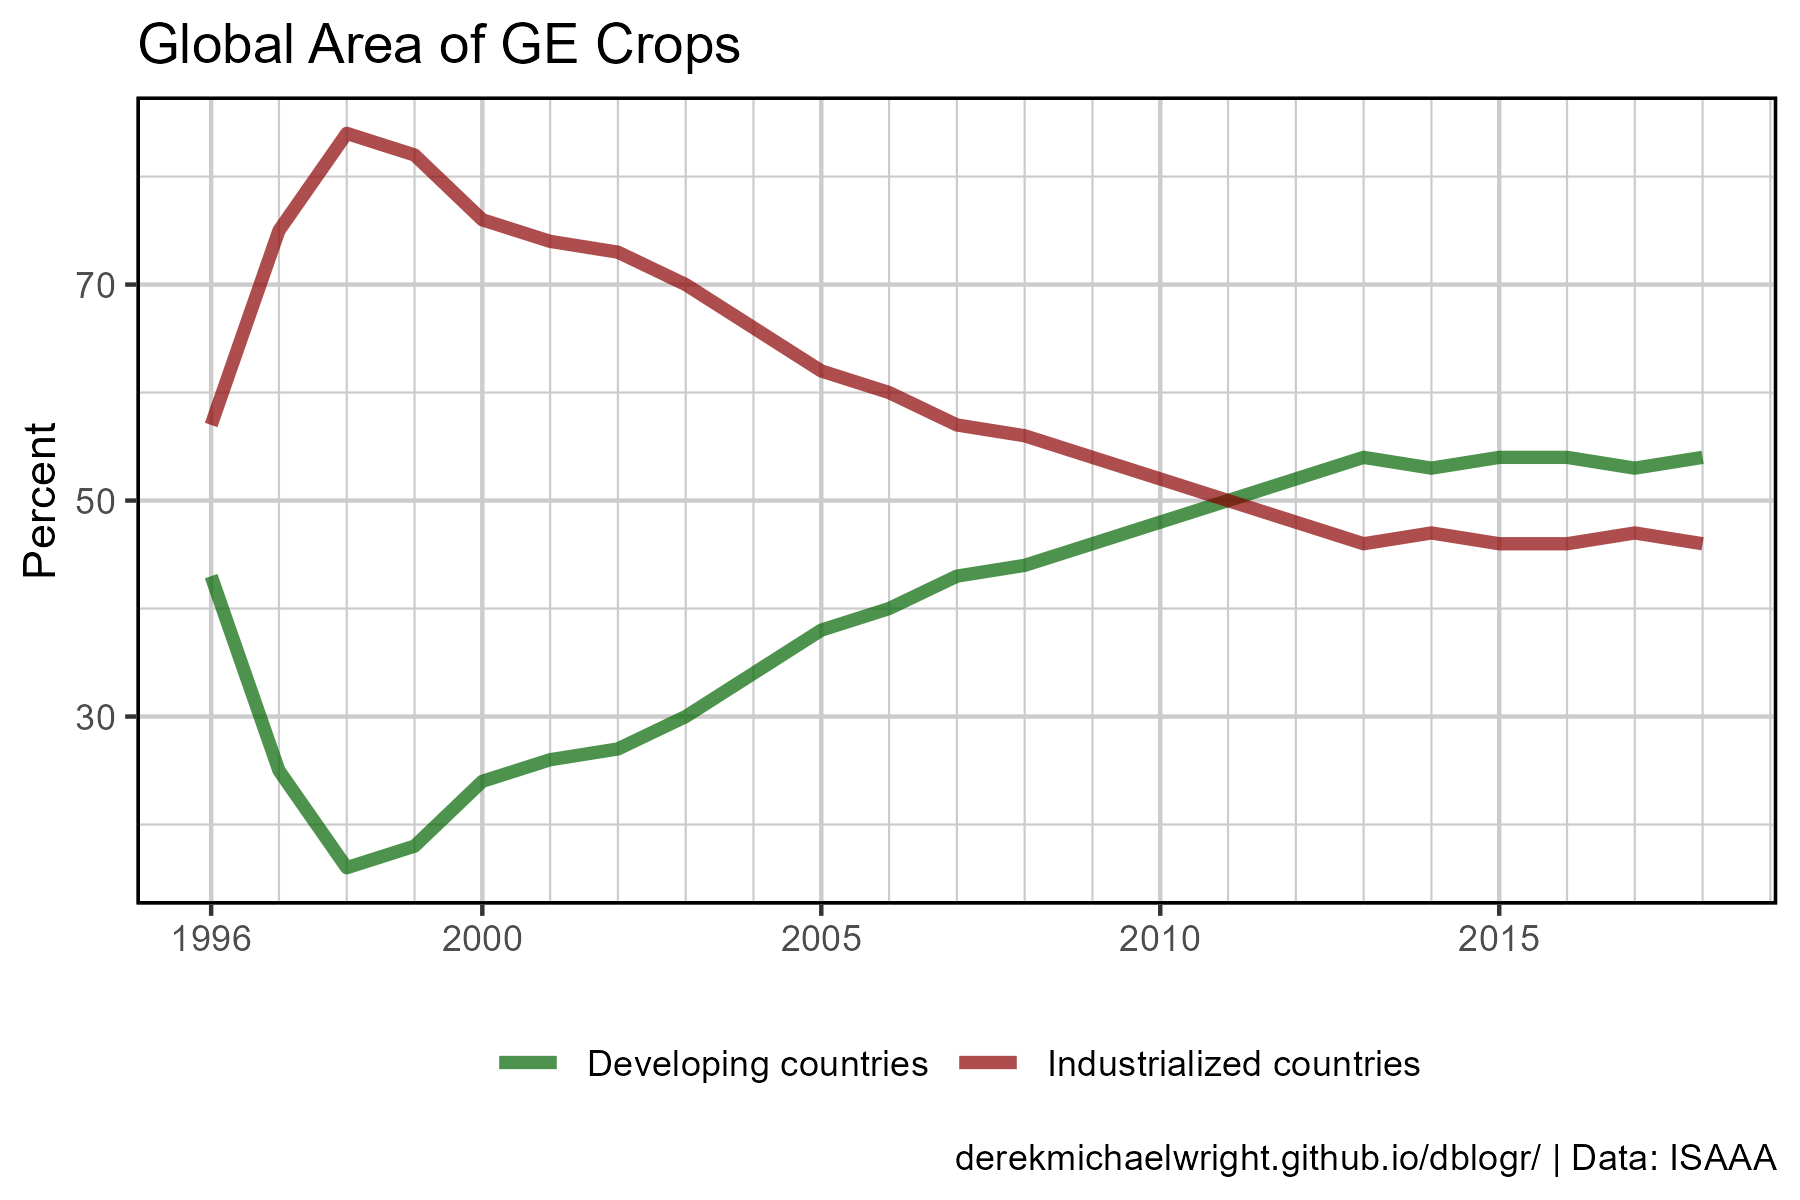 Global Area of GE Crops
Percent
70
50
30
1996 2000 2005 2010 2015
Developing countries Industrialized countries
derekmichaelwright.github.io/dblogr/ | Data: ISAAA